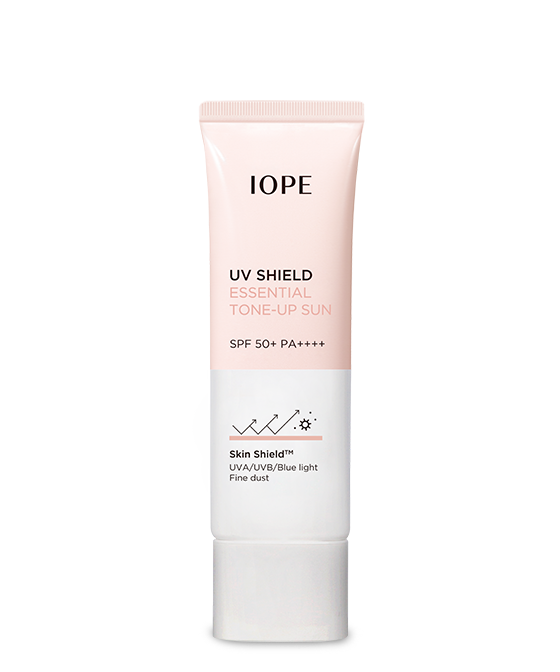 IOPE
UV SHIELD
ESSENTIAL
TONE-UP SUN
SPF 50+ PA++++
Skin Shield™
UVA/UVB/Blue light
Fine dust